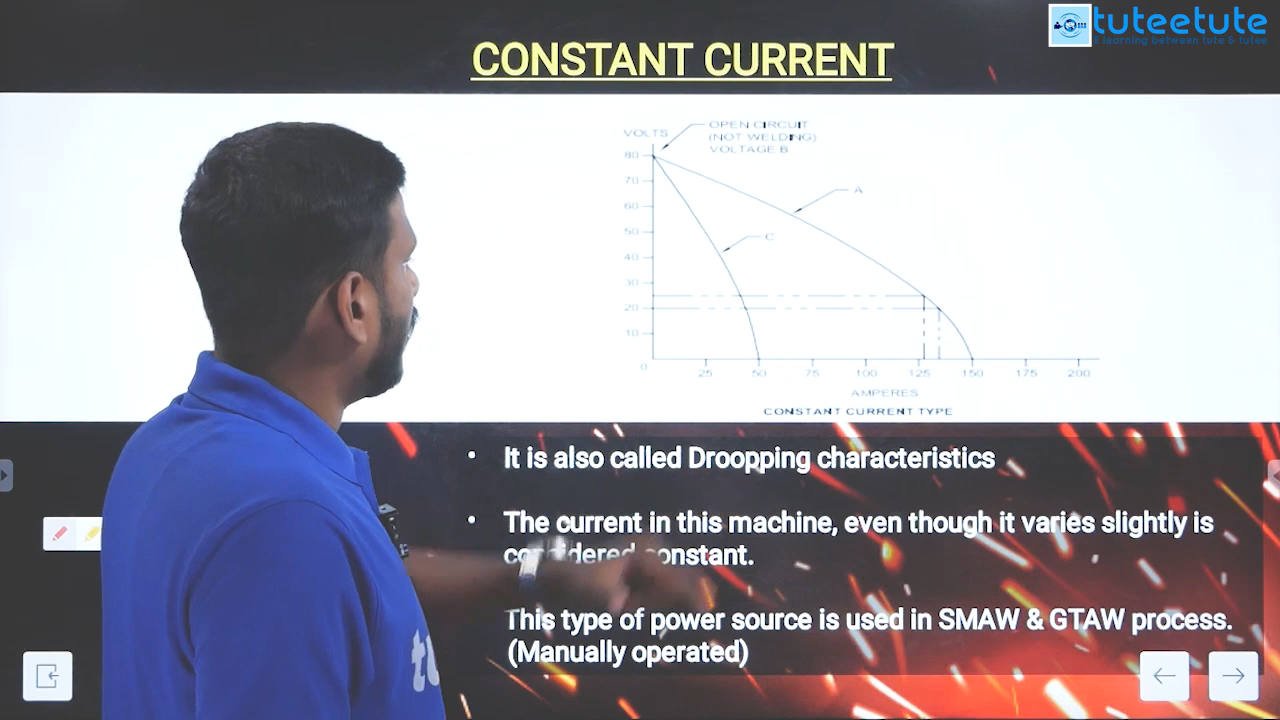 tuteetute
e learning between tute & tutee
CONSTANT CURRENT
OPEN CIRCUIT
VOLTS
(NOT WELDING)
VOLTAGE B
80
70
60
50
40
30
20
10
0
A
C
25 50 75 100 125 150 175 200
AMPERES
CONSTANT CURRENT TYPE
• It is also called Droopping characteristics
• The current in this machine, even though it varies slightly is
considered constant.
This type of power source is used in SMAW & GTAW process.
(Manually operated)
tu